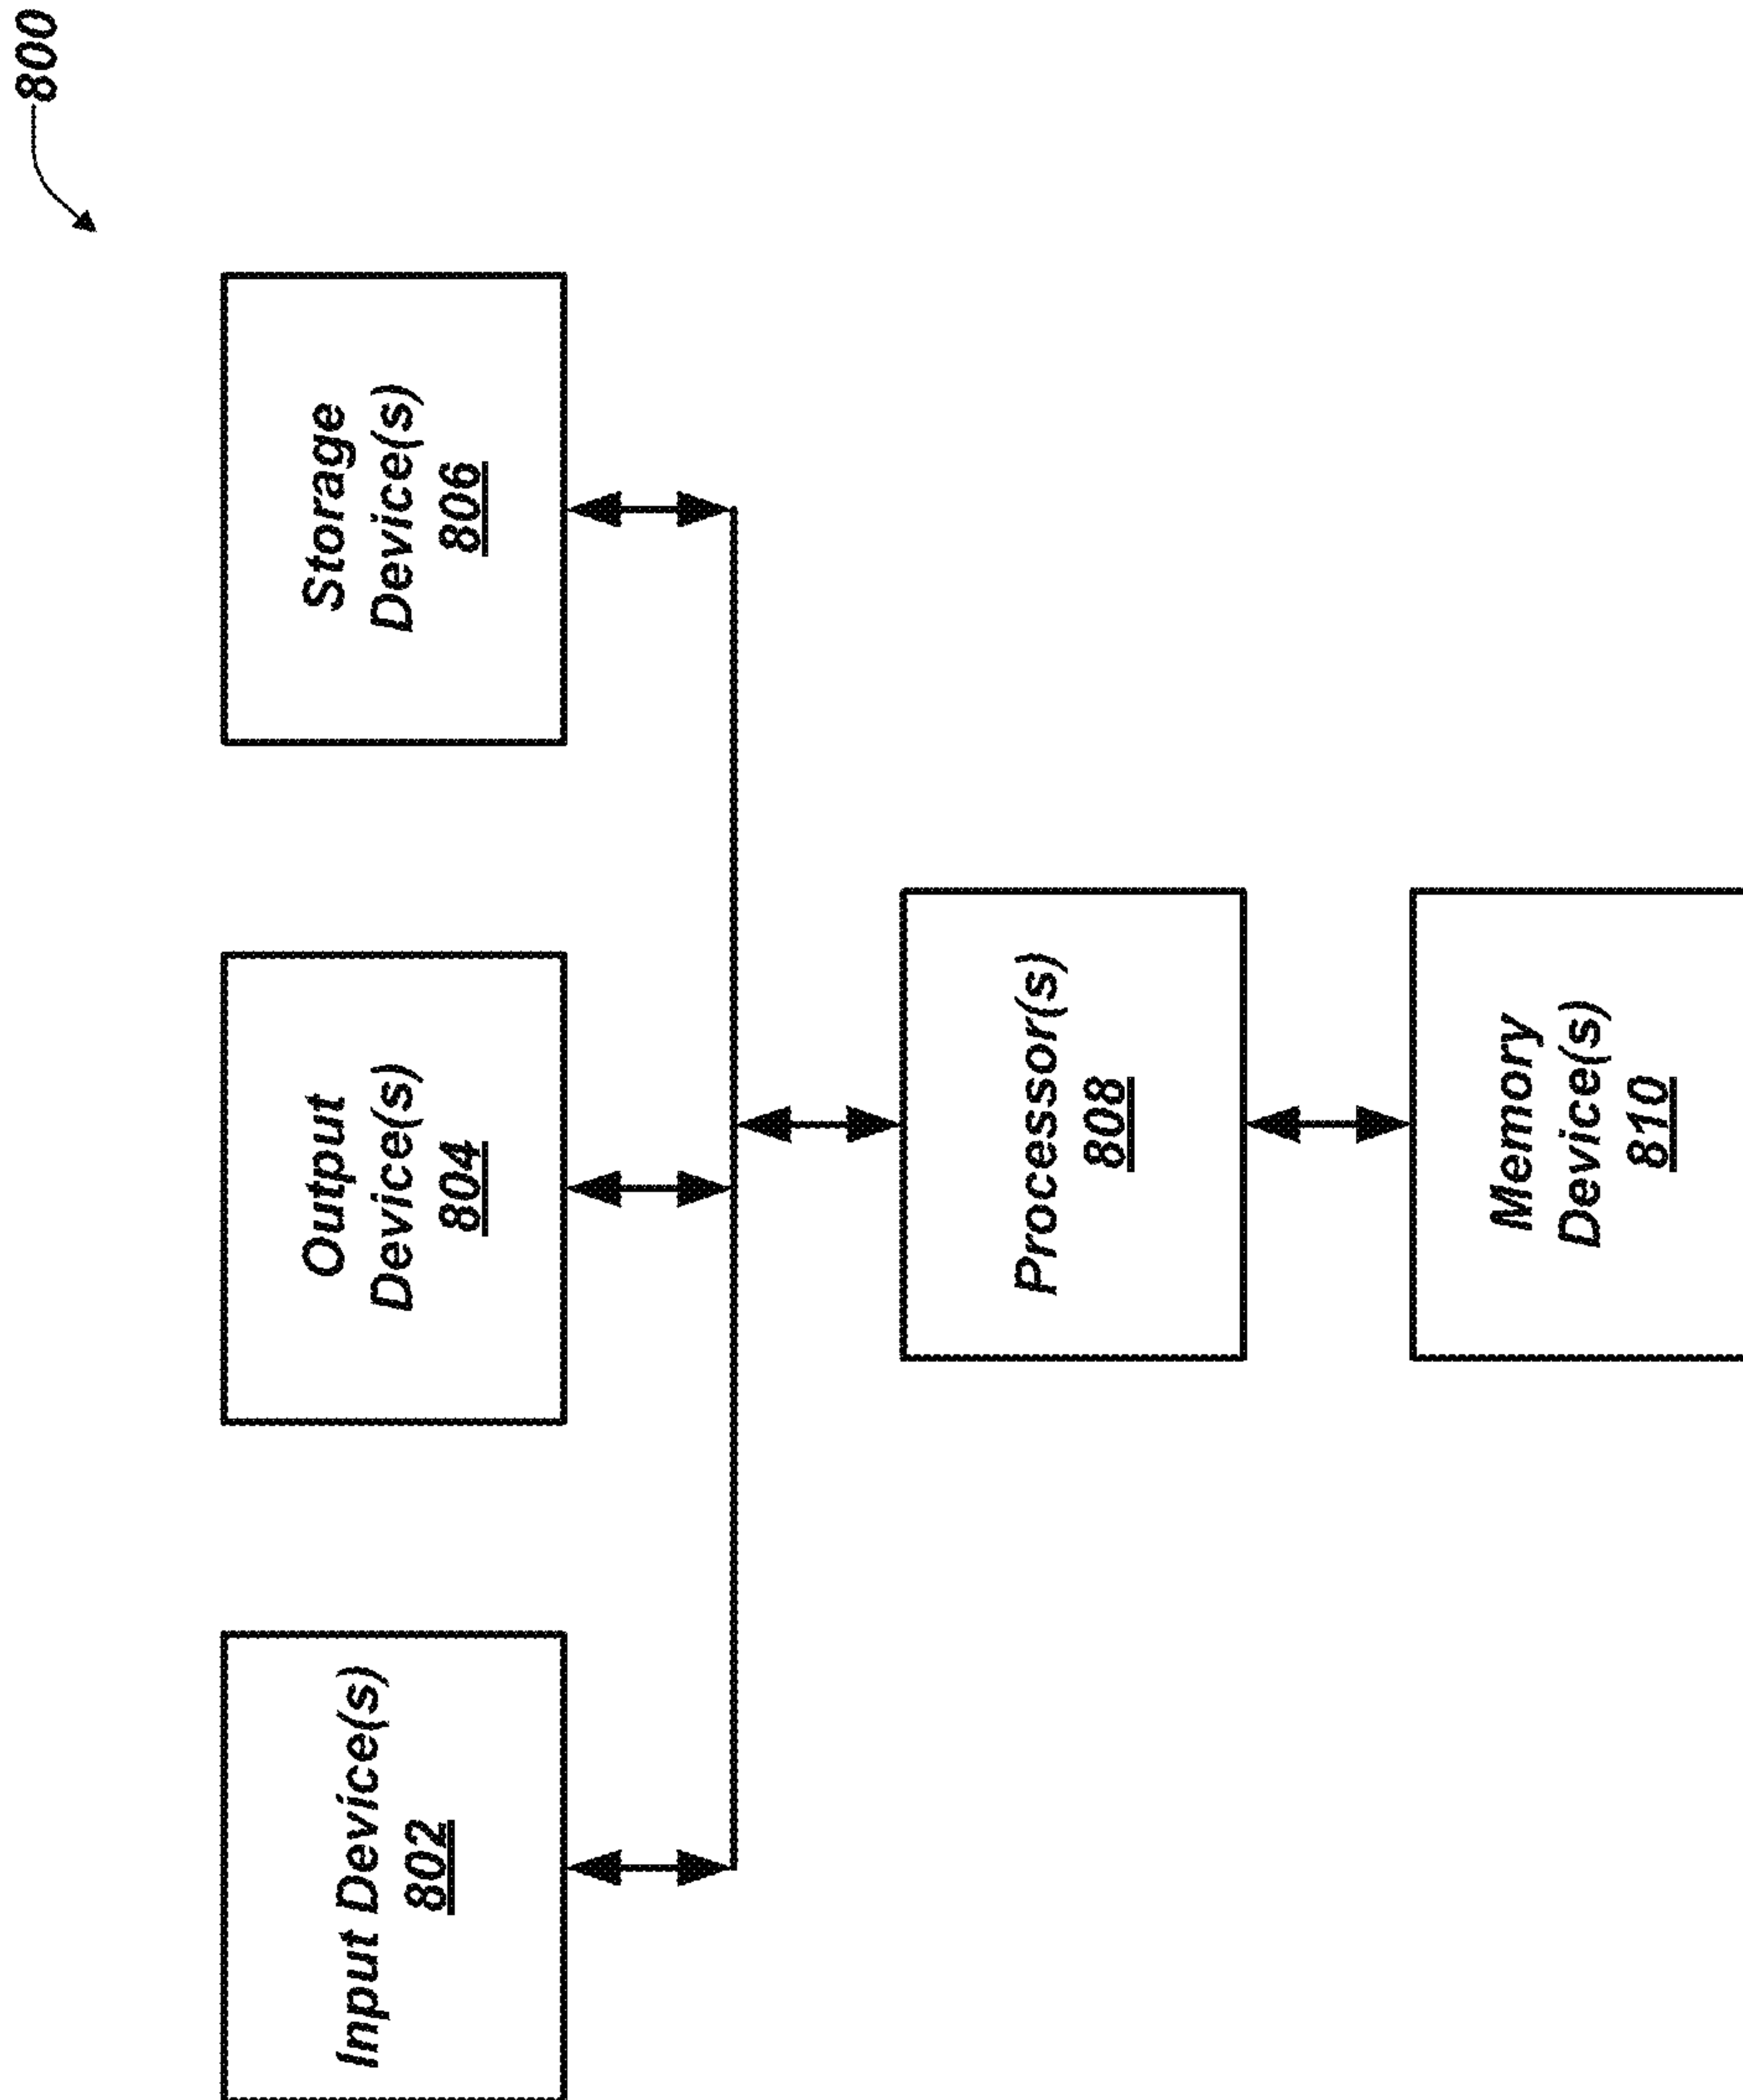 800
Input Device(s)
802
Output
Device(s)
804
Storage
Device(s)
806
Processor(s)
808
Memory
Device(s)
810